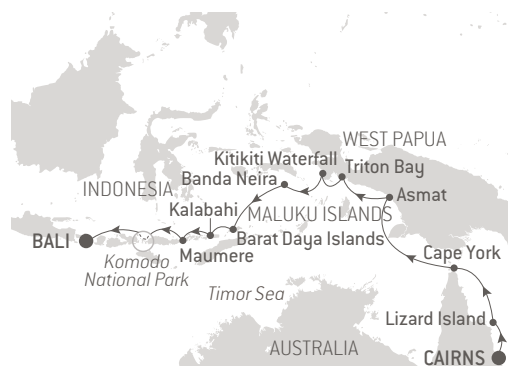 WEST PAPUA
Kitikiti Waterfall
Triton Bay
Banda Neira
INDONESIA
Asmat
Kalabahi
MALUKU ISLANDS
BALI
Barat Daya Islands
Maumere
Cape York
Komodo
National Park
Timor Sea
Lizard Island
AUSTRALIA
CAIRNS